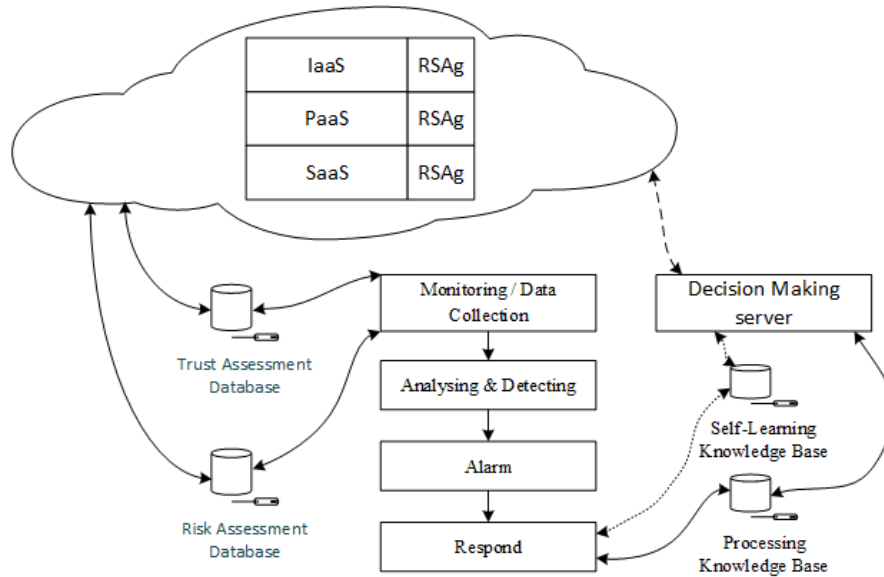 IaaS RSAg
PaaS RSAg
SaaS RSAg
Monitoring / Data
Collection
Decision Making
server
Trust Assessment
Database
Analysing & Detecting
Self-Learning
Knowledge Base
Alarm
Risk Assessment
Database
Respond
Processing
Knowledge Base